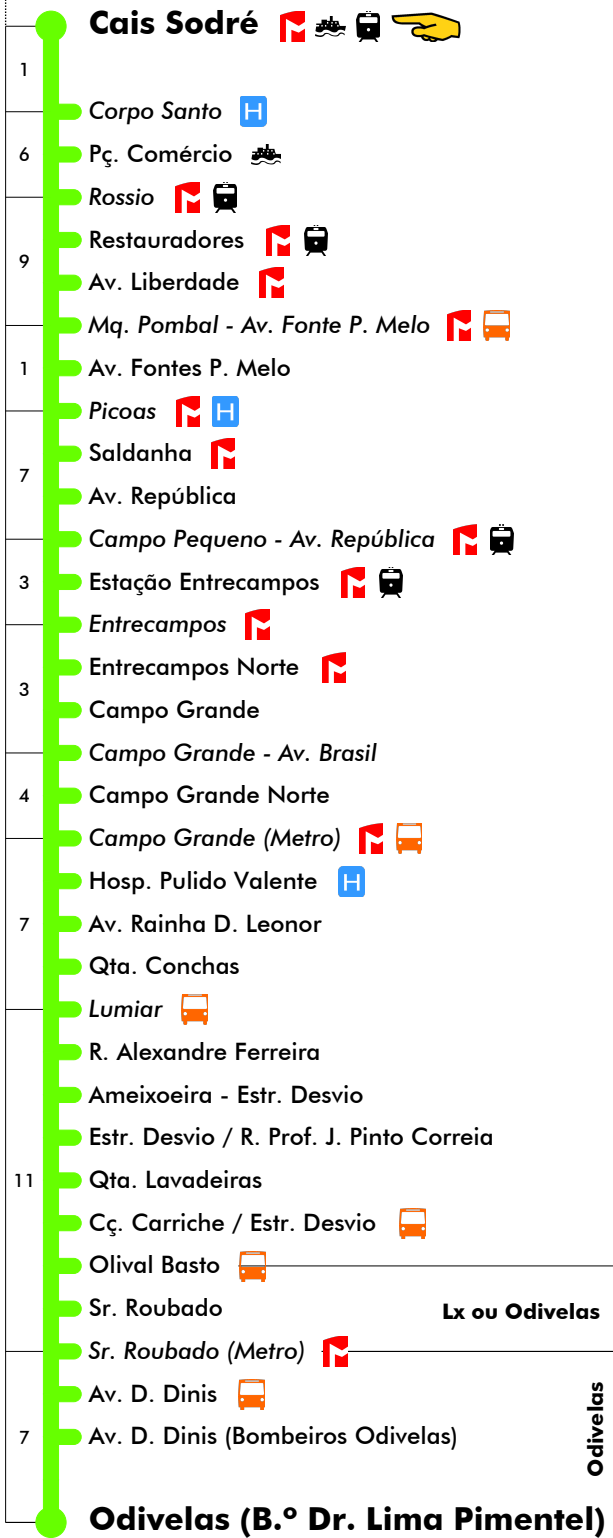 Cais Sodré
1
Corpo Santo H
6
Pç. Comércio
Rossio
Restauradores
9
Av. Liberdade
Mq. Pombal - Av. Fonte P. Melo
1
Av. Fontes P. Melo
Picoas H
Saldanha
7
Av. República
Campo Pequeno - Av. República
3
Estação Entrecampos
Entrecampos
Entrecampos Norte
3
Campo Grande
Campo Grande - Av. Brasil
4
Campo Grande Norte
Campo Grande (Metro)
Hosp. Pulido Valente H
7
Av. Rainha D. Leonor
Qta. Conchas
Lumiar
R. Alexandre Ferreira
Ameixoeira - Estr. Desvio
Estr. Desvio / R. Prof. J. Pinto Correia
11
Qta. Lavadeiras
Cç. Carriche / Estr. Desvio
Olival Basto
Sr. Roubado
Lx ou Odivelas
Sr. Roubado (Metro)
Av. D. Dinis
7
Av. D. Dinis (Bombeiros Odivelas)
Odivelas
Odivelas (B.º Dr. Lima Pimentel)